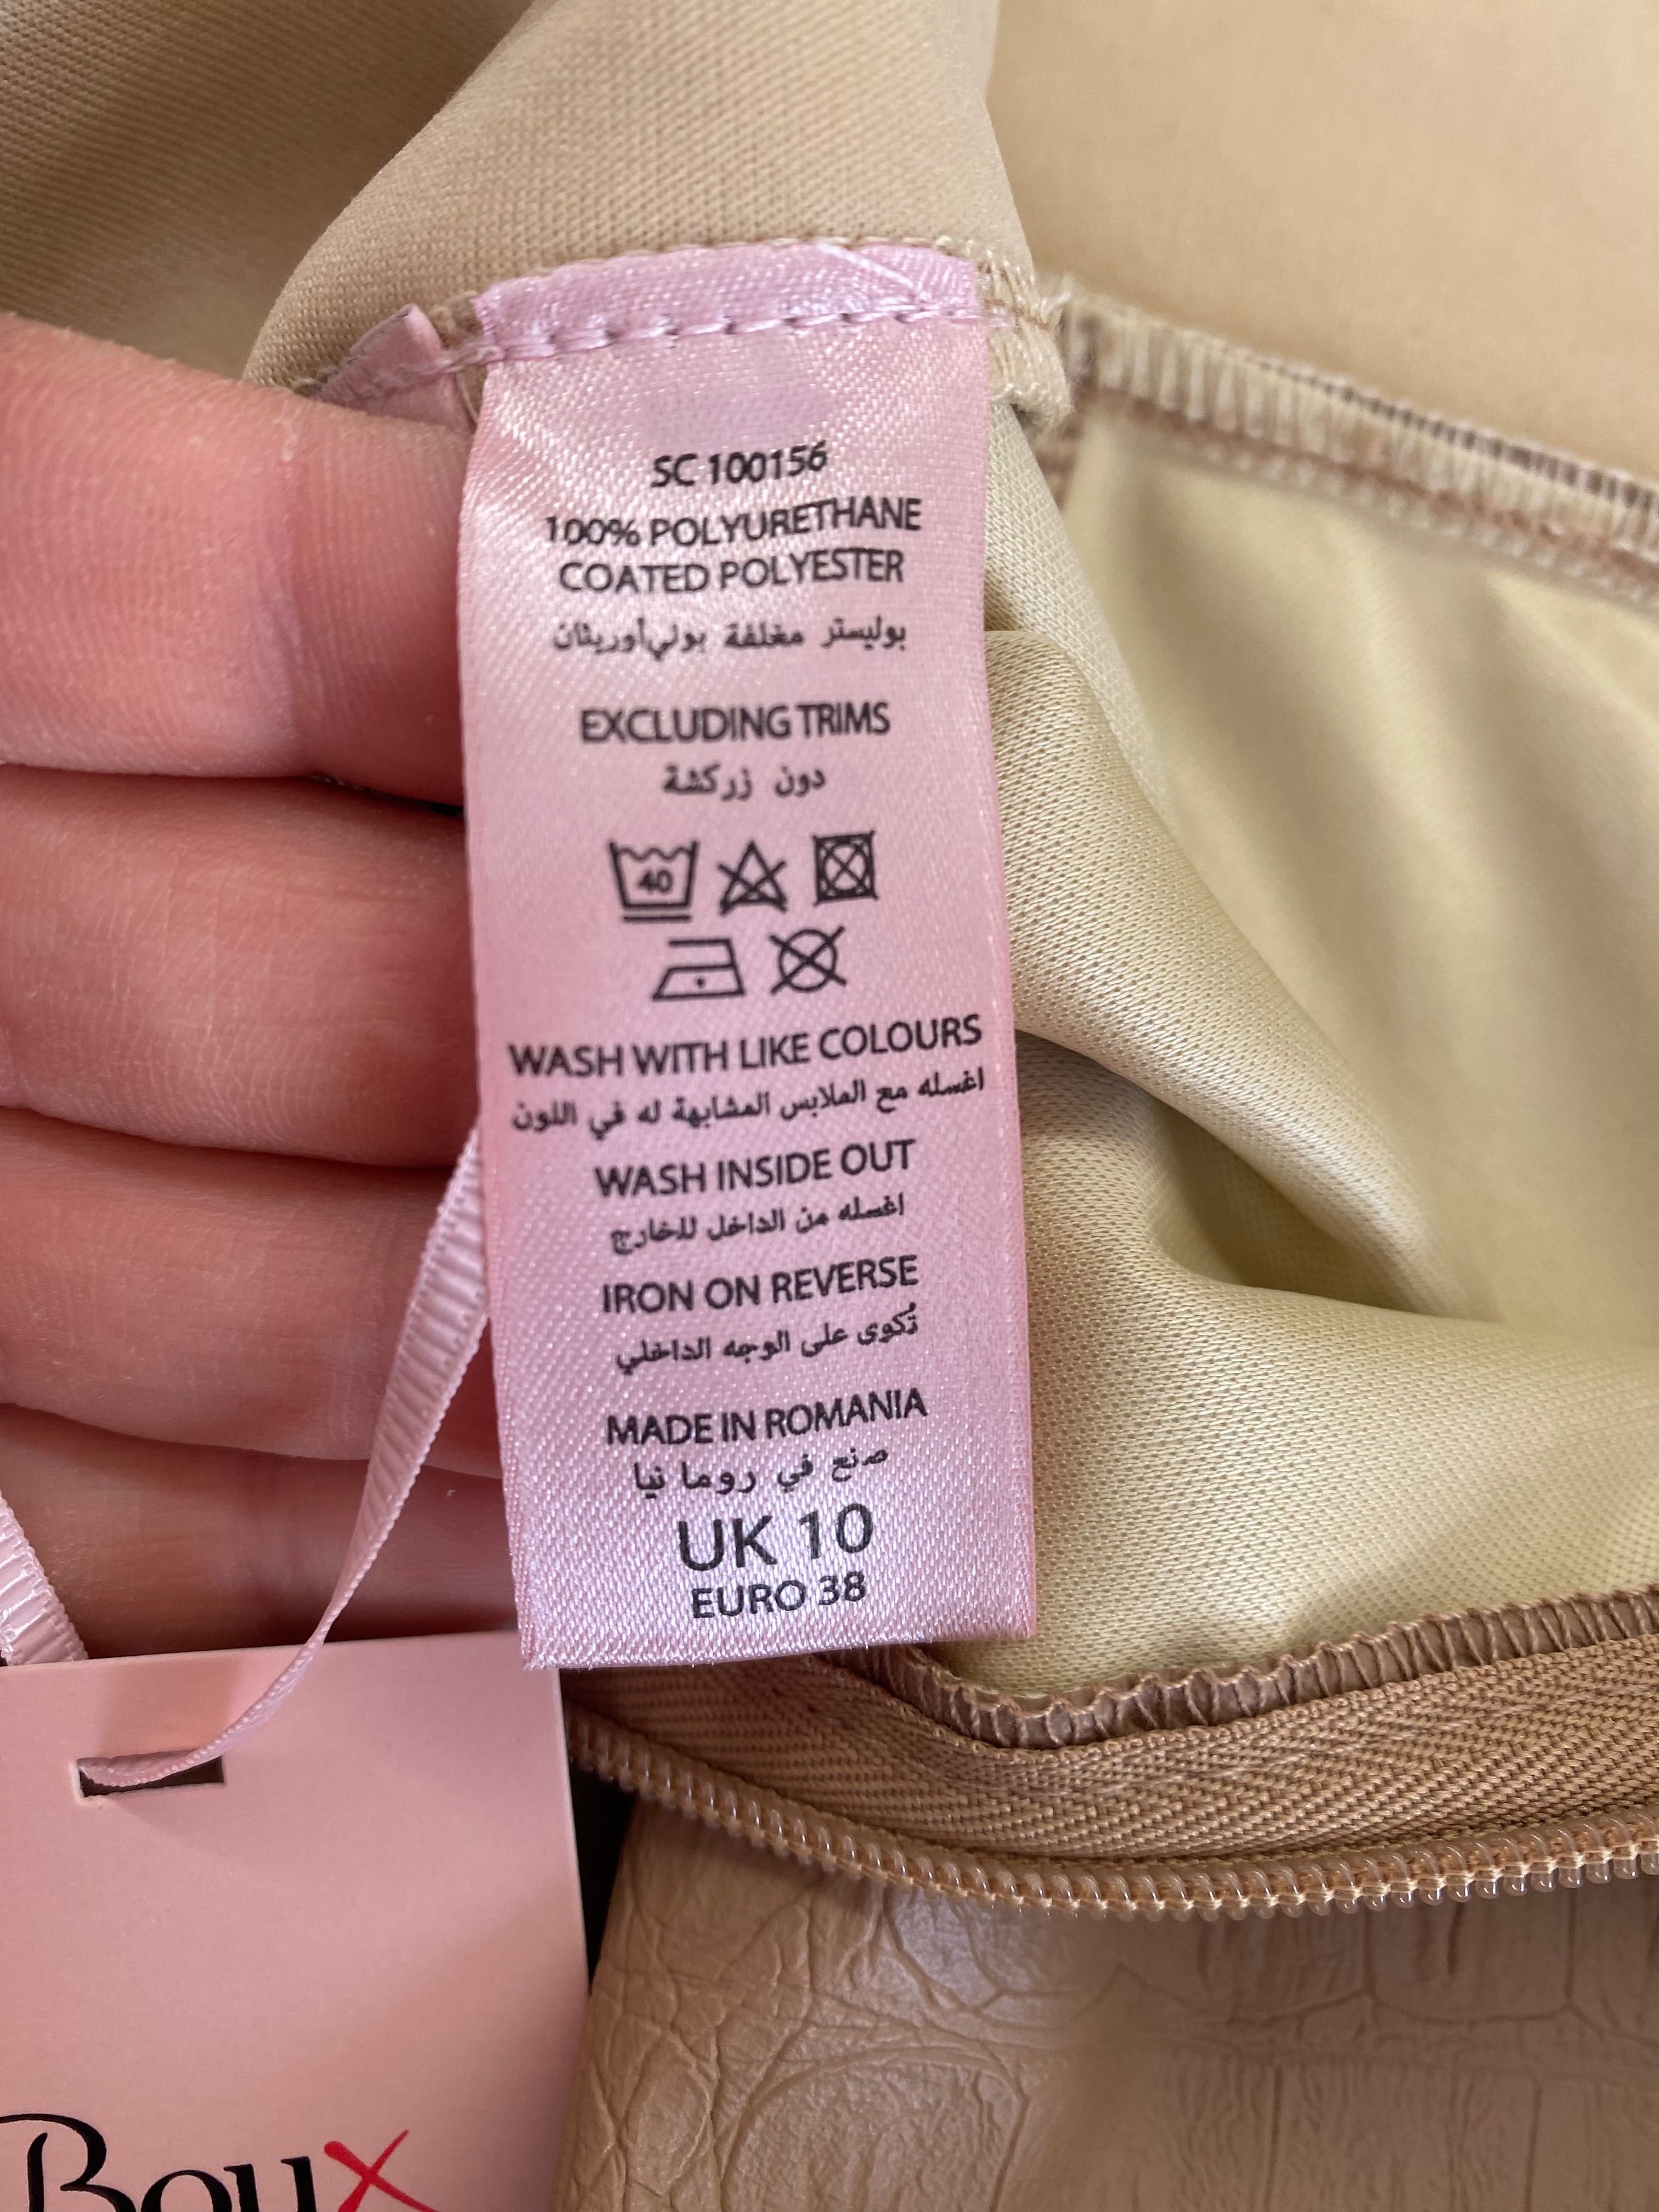 SC 100156
100% POLYURETHANE
COATED POLYESTER
بوليستر مغلفة بولي أوريثان
EXCLUDING TRIMS
دون زركشة
40
WASH WITH LIKE COLOURS
اغسله مع الملابس المشابهة له في اللون
WASH INSIDE OUT
اغسله من الداخل للخارج
IRON ON REVERSE
تُكوى على الوجه الداخلي
MADE IN ROMANIA
صنع في روما نيا
UK 10
EURO 38
Boux